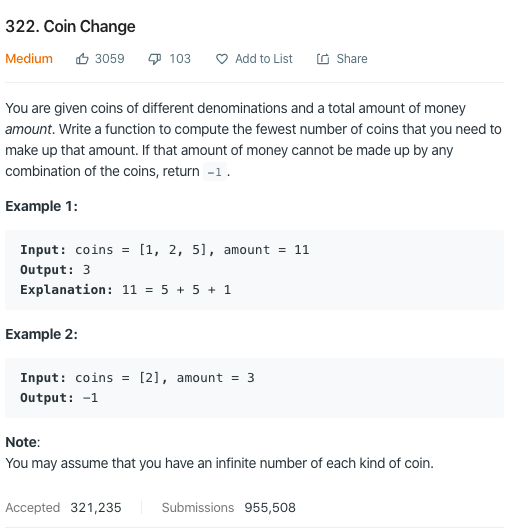 322. Coin Change
Medium 3059 103 Add to List Share
You are given coins of different denominations and a total amount of money
amount. Write a function to compute the fewest number of coins that you need to
make up that amount. If that amount of money cannot be made up by any
combination of the coins, return -1 .
Example 1:
Input: coins = [1, 2, 5], amount = 11
Output: 3
Explanation: 11 = 5 + 5 + 1
Example 2:
Input: coins = [2], amount = 3
Output: -1
Note:
You may assume that you have an infinite number of each kind of coin.
Accepted 321,235 Submissions 955,508